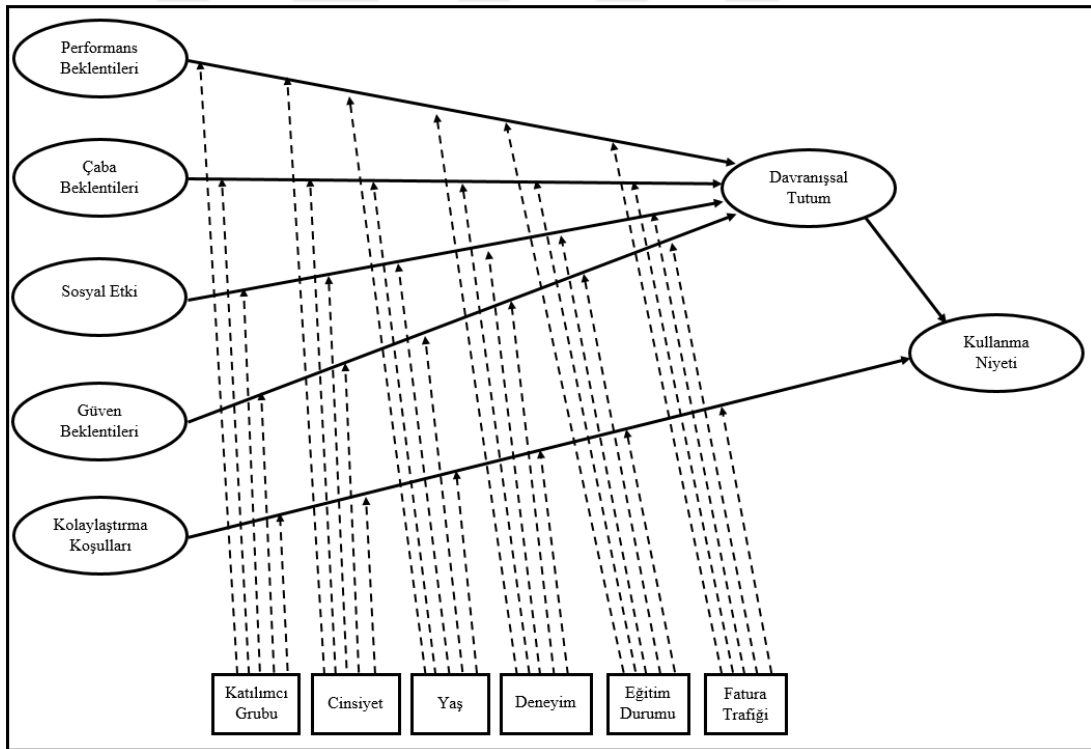 Performans
Beklentileri
Çaba
Beklentileri
Davranışsal
Tutum
Sosyal Etki
Kullanma
Niyeti
Güven
Beklentileri
Kolaylaştırma
Koşulları
Katılımcı
Grubu
Cinsiyet
Yaş
Deneyim
Eğitim
Durumu
Fatura
Trafiği